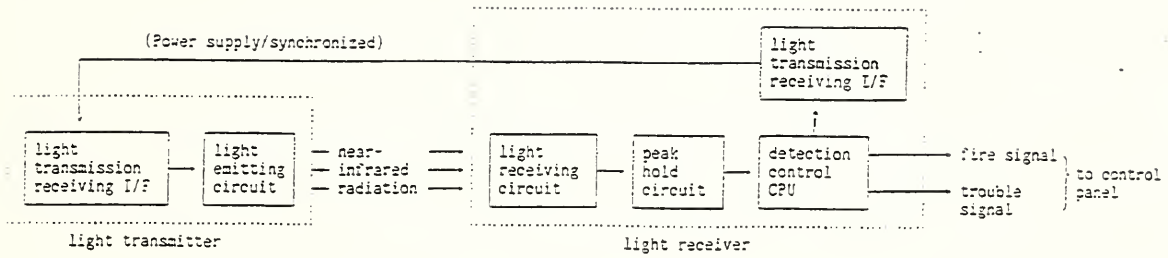 (Power supply/synchronized)
light
transmission
receiving I/F
light
transmission
receiving I/F
light
emitting
circuit
near-
infrared
radiation
light
receiving
circuit
peak
hold
circuit
detection
control
CPU
fire signal
trouble
signal
to control
panel
light transmitter
light receiver